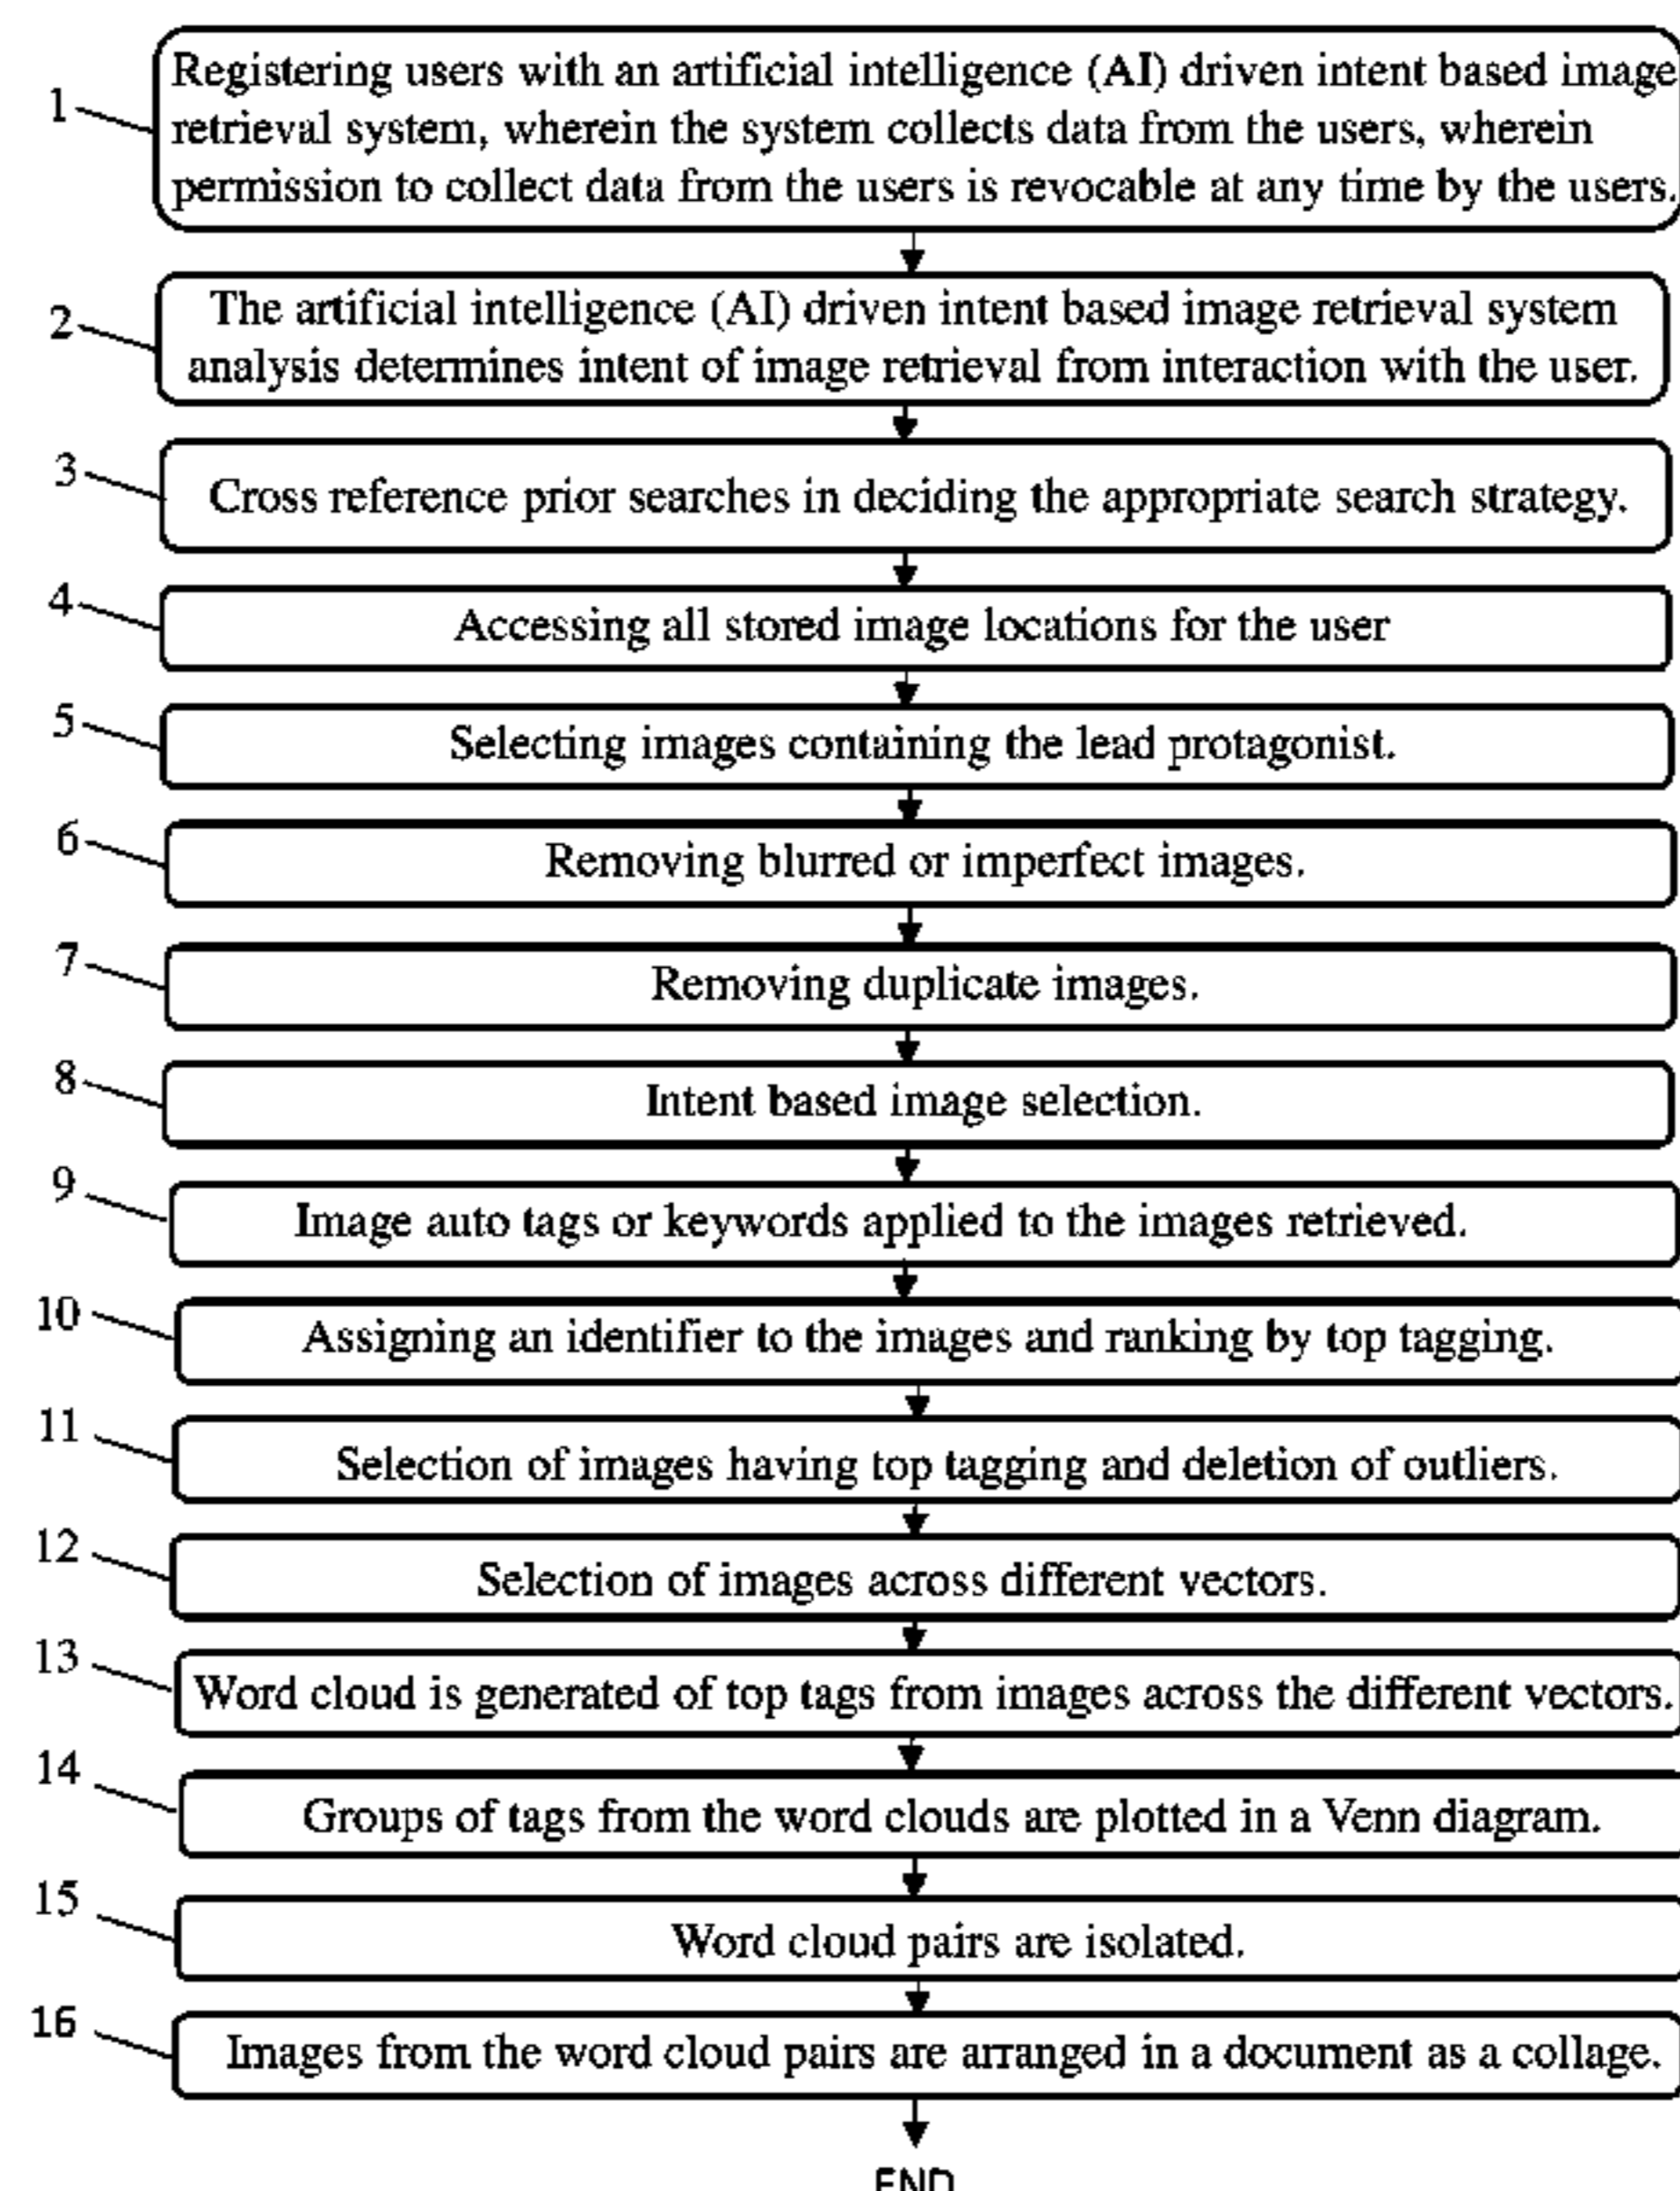 1
Registering users with an artificial intelligence (AI) driven intent based image
retrieval system, wherein the system collects data from the users, wherein
permission to collect data from the users is revocable at any time by the users.
2
The artificial intelligence (AI) driven intent based image retrieval system
analysis determines intent of image retrieval from interaction with the user.
3
Cross reference prior searches in deciding the appropriate search strategy.
4
Accessing all stored image locations for the user
5
Selecting images containing the lead protagonist.
6
Removing blurred or imperfect images.
7
Removing duplicate images.
8
Intent based image selection.
9
Image auto tags or keywords applied to the images retrieved.
10
Assigning an identifier to the images and ranking by top tagging.
11
Selection of images having top tagging and deletion of outliers.
12
Selection of images across different vectors.
13
Word cloud is generated of top tags from images across the different vectors.
14
Groups of tags from the word clouds are plotted in a Venn diagram.
15
Word cloud pairs are isolated.
16
Images from the word cloud pairs are arranged in a document as a collage.
END